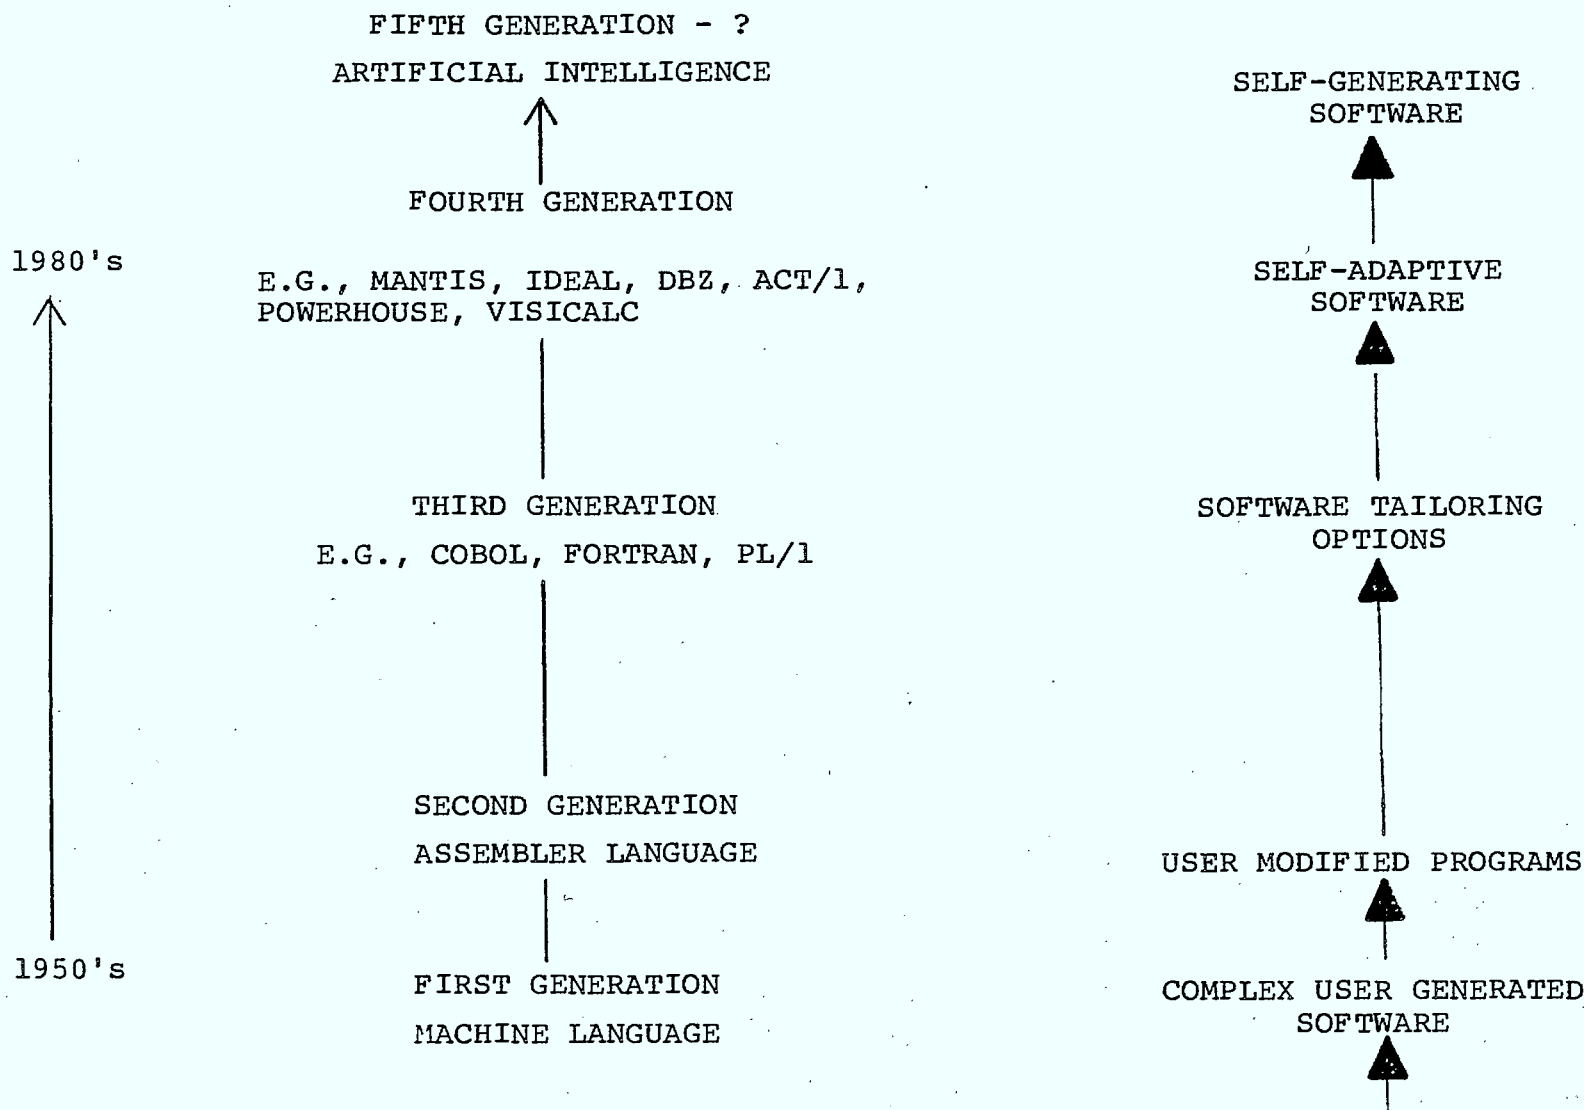 FIFTH GENERATION - ?
ARTIFICIAL INTELLIGENCE
FOURTH GENERATION
1980's
E.G., MANTIS, IDEAL, DBZ, ACT/1,
POWERHOUSE, VISICALC
THIRD GENERATION
E.G., COBOL, FORTRAN, PL/1
SECOND GENERATION
ASSEMBLER LANGUAGE
1950's
FIRST GENERATION
MACHINE LANGUAGE
SELF-GENERATING
SOFTWARE
SELF-ADAPTIVE
SOFTWARE
SOFTWARE TAILORING
OPTIONS
USER MODIFIED PROGRAMS
COMPLEX USER GENERATED
SOFTWARE